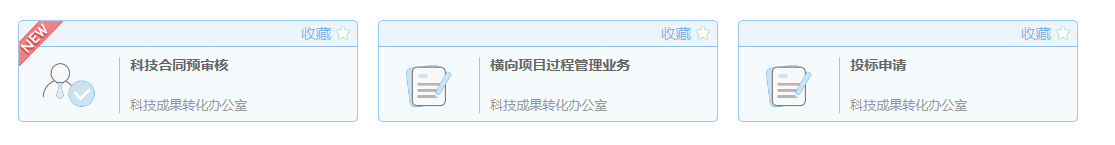 NEW
收藏
科技合同预审核
科技成果转化办公室
收藏
横向项目过程管理业务
科技成果转化办公室
收藏
投标申请
科技成果转化办公室